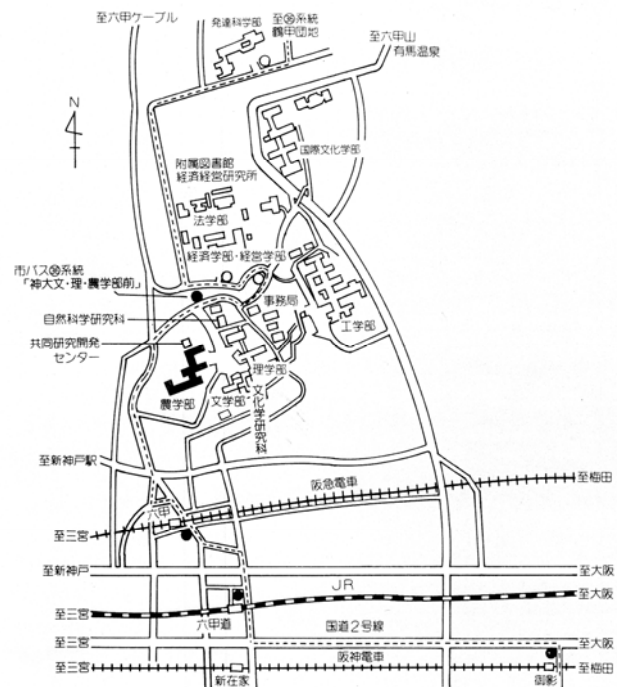 至六甲ケーブル
発達科学部
至㊱系統
鶴甲団地
至六甲山
有馬温泉
N
国際文化学部
附属図書館
経済経営研究所
法学部
経済学部・経営学部
市バス㊱系統
「神大文・理・農学部前」
事務局
自然科学研究科
工学部
共同研究開発
センター
理学部
農学部
文学部
文化学研究科
至新神戸駅
阪急電車
至梅田
六甲
至三宮
至新神戸
至大阪
JR
至大阪
至三宮
六甲道
国道2号線
至三宮
至大阪
阪神電車
至三宮
新在家
御影
至梅田